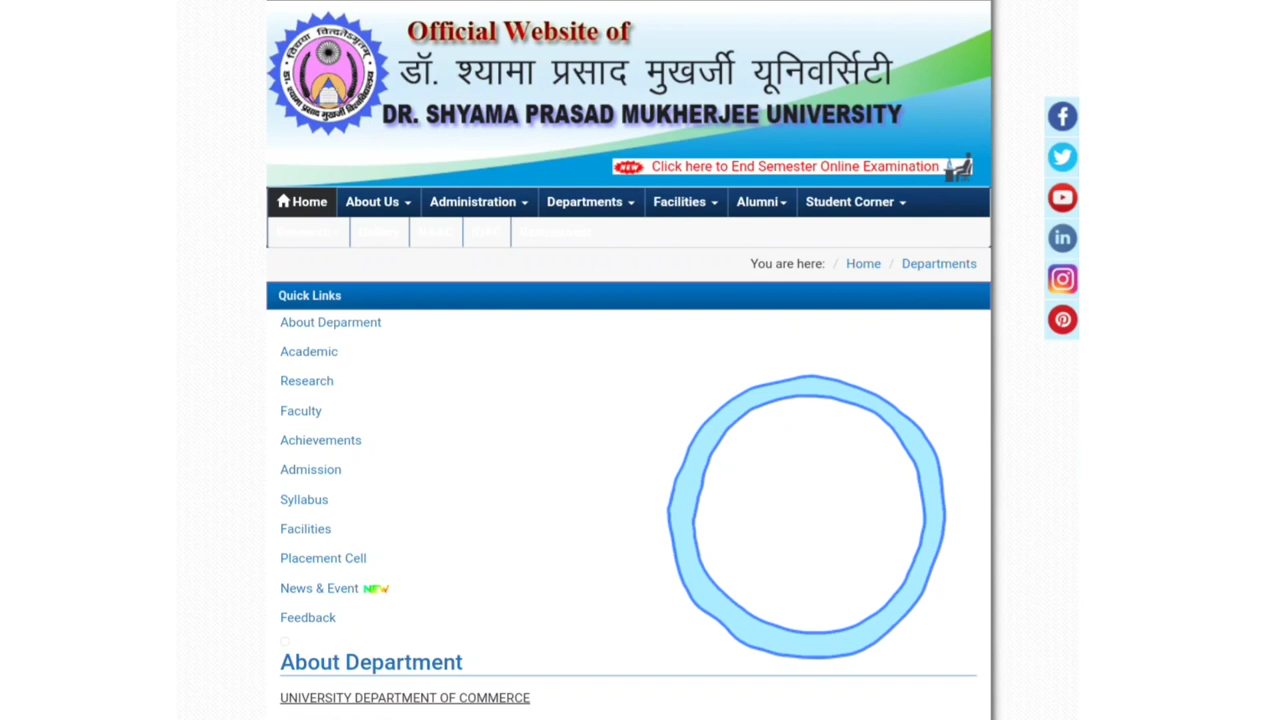 Official Website of
डॉ. श्यामा प्रसाद मुखर्जी यूनिवर्सिटी
DR. SHYAMA PRASAD MUKHERJEE UNIVERSITY
NEW Click here to End Semester Online Examination
Home About Us Administration Departments Facilities Alumni Student Corner
You are here: / Home / Departments
Quick Links
About Deparment
Academic
Research
Faculty
Achievements
Admission
Syllabus
Facilities
Placement Cell
News & Event NEW
Feedback
About Department
UNIVERSITY DEPARTMENT OF COMMERCE